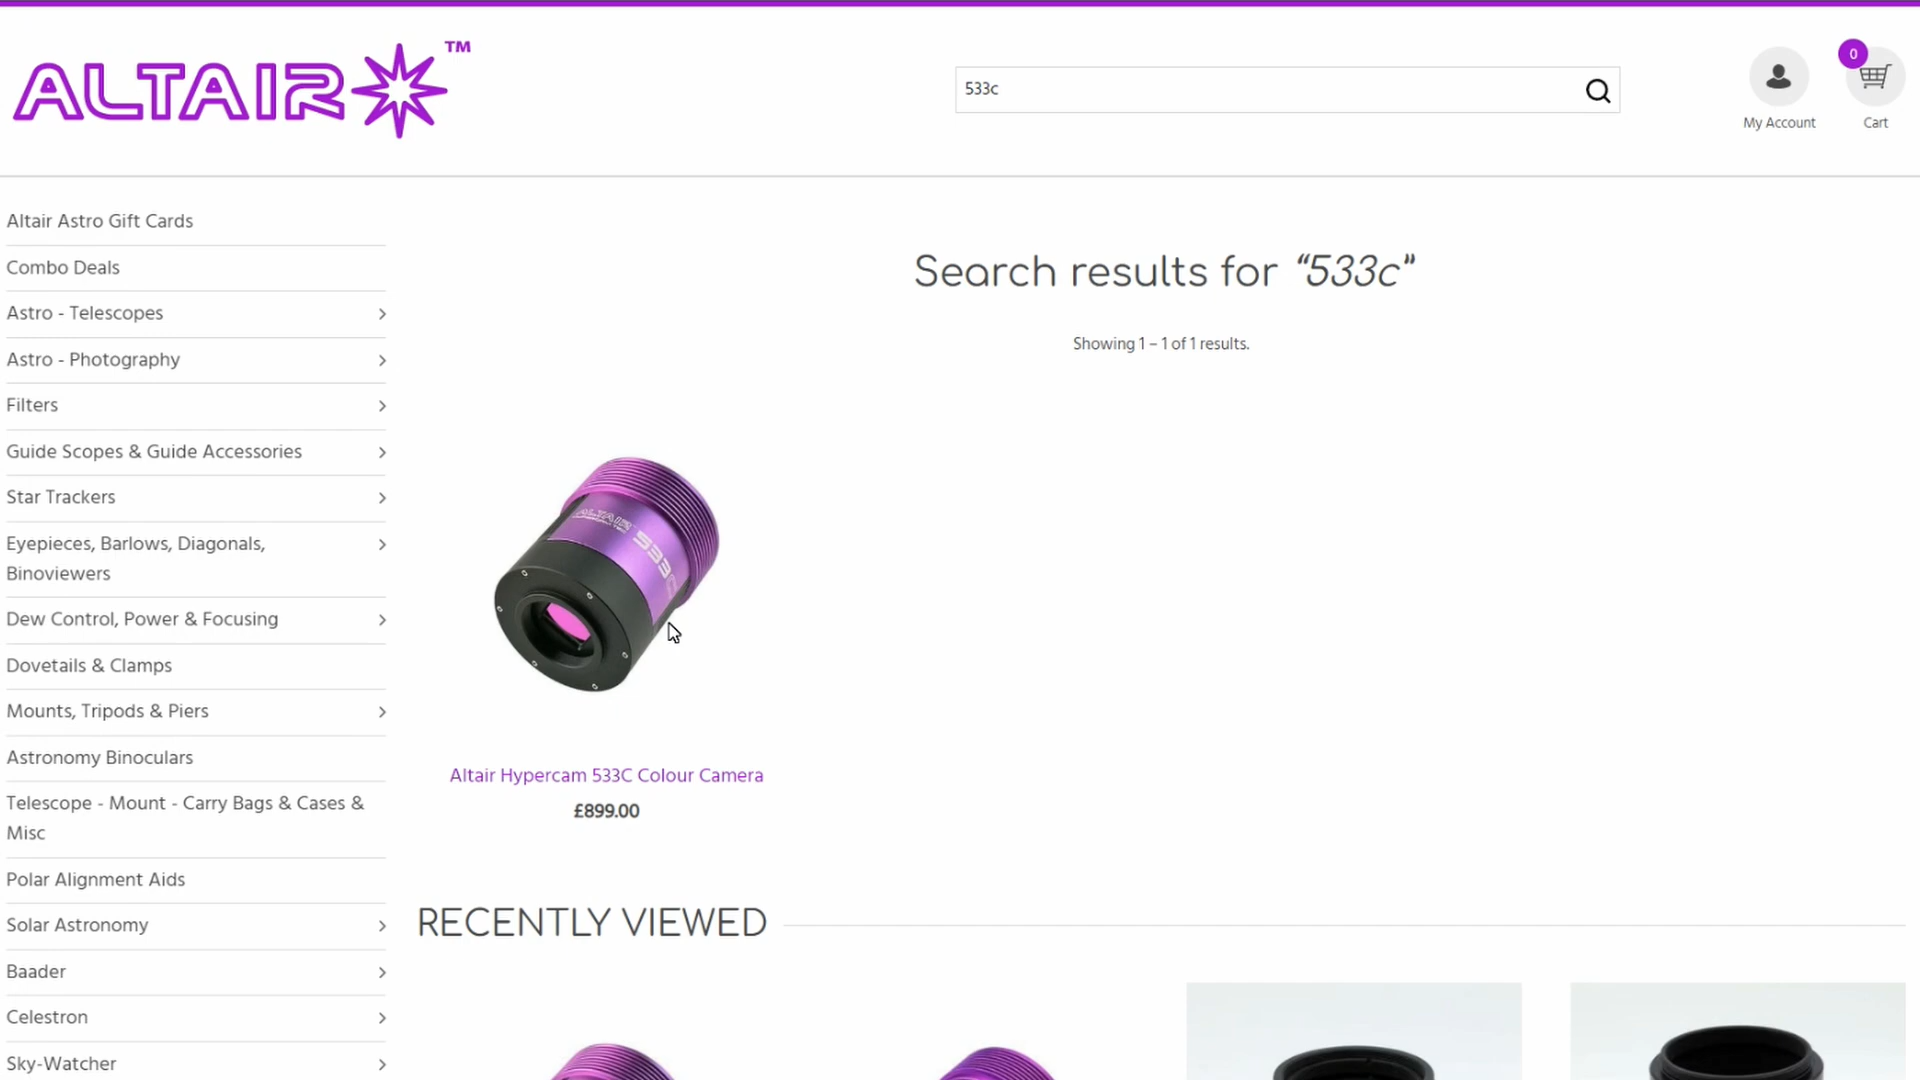 ALTAIR™
533c
0
My Account
Cart
Altair Astro Gift Cards
Combo Deals
Astro - Telescopes
Astro - Photography
Filters
Guide Scopes & Guide Accessories
Star Trackers
Eyepieces, Barlows, Diagonals,
Binoviewers
Dew Control, Power & Focusing
Dovetails & Clamps
Mounts, Tripods & Piers
Astronomy Binoculars
Telescope - Mount - Carry Bags & Cases &
Misc
Polar Alignment Aids
Solar Astronomy
Baader
Celestron
Sky-Watcher
Search results for “533c”
Showing 1 – 1 of 1 results.
ALTAIR
533C
Altair Hypercam 533C Colour Camera
£899.00
RECENTLY VIEWED